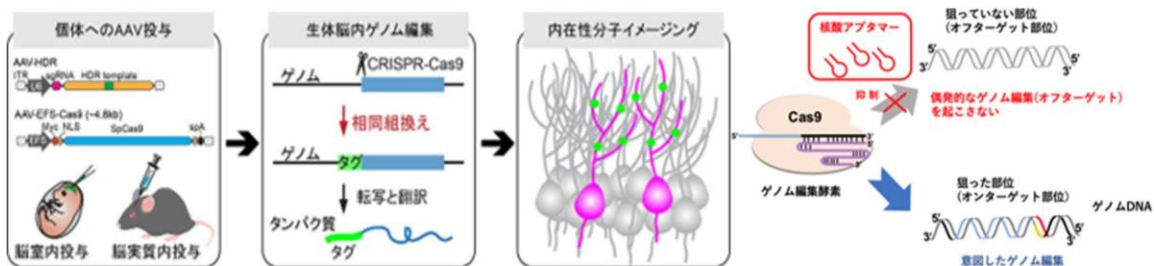 個体へのAAV投与
AAV-HDR
ITR
U6
sgRNA
HDR template
AAV-EFS-Cas9 (~4.8kb)
EFS
Myc
NLS
SpCas9
spA
脳室内投与
脳実質内投与
生体脳内ゲノム編集
CRISPR-Cas9
ゲノム
相同組換え
ゲノム
タグ
転写と翻訳
タンパク質
タグ
内在性分子イメージング
核酸アプタマー
抑制
狙っていない部位
(オフターゲット部位)
5'
3'
5'
3'
偶発的なゲノム編集(オフターゲット)
を起こさない
Cas9
3'
5'
ゲノム編集酵素
狙った部位
(オンターゲット部位)
ゲノムDNA
5'
3'
5'
3'
意図したゲノム編集